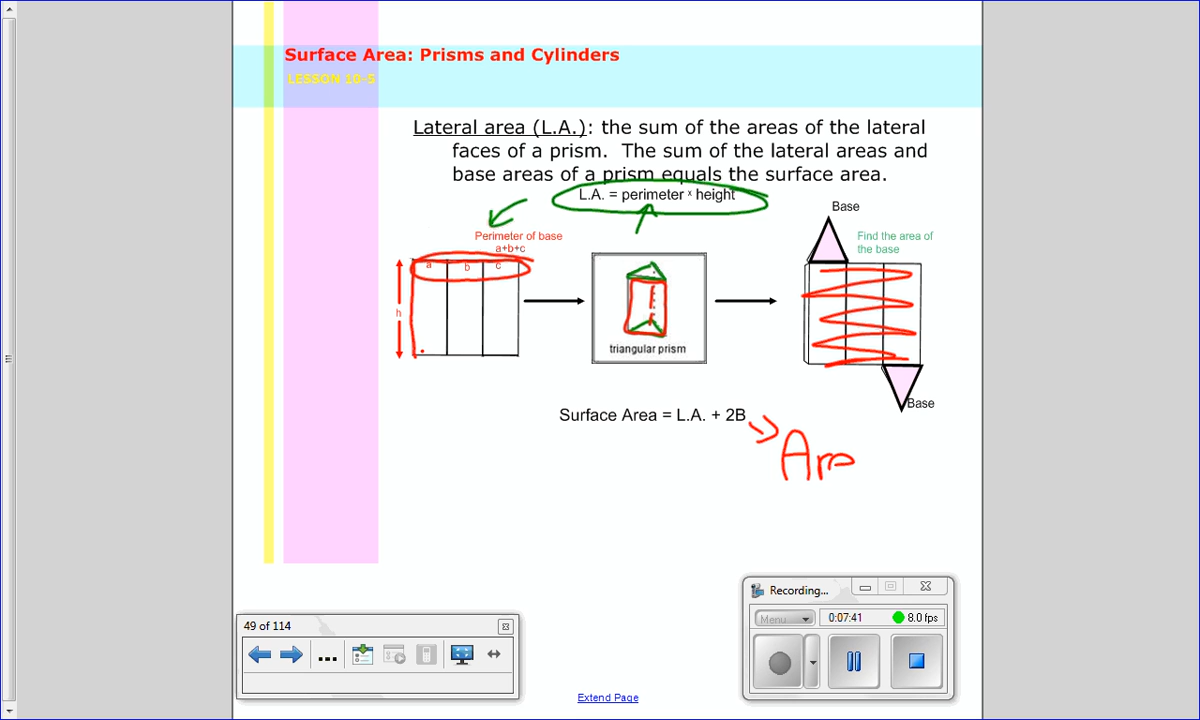 Surface Area: Prisms and Cylinders
LESSON 10-5
Lateral area (L.A.): the sum of the areas of the lateral
faces of a prism. The sum of the lateral areas and
base areas of a prism equals the surface area.
L.A. = perimeter x height
Perimeter of base
a+b+c
a b c
h
triangular prism
Base
Find the area of
the base
Base
Surface Area = L.A. + 2B
Are
49 of 114
Recording...
Menu
0:07:41
8.0 fps
Extend Page